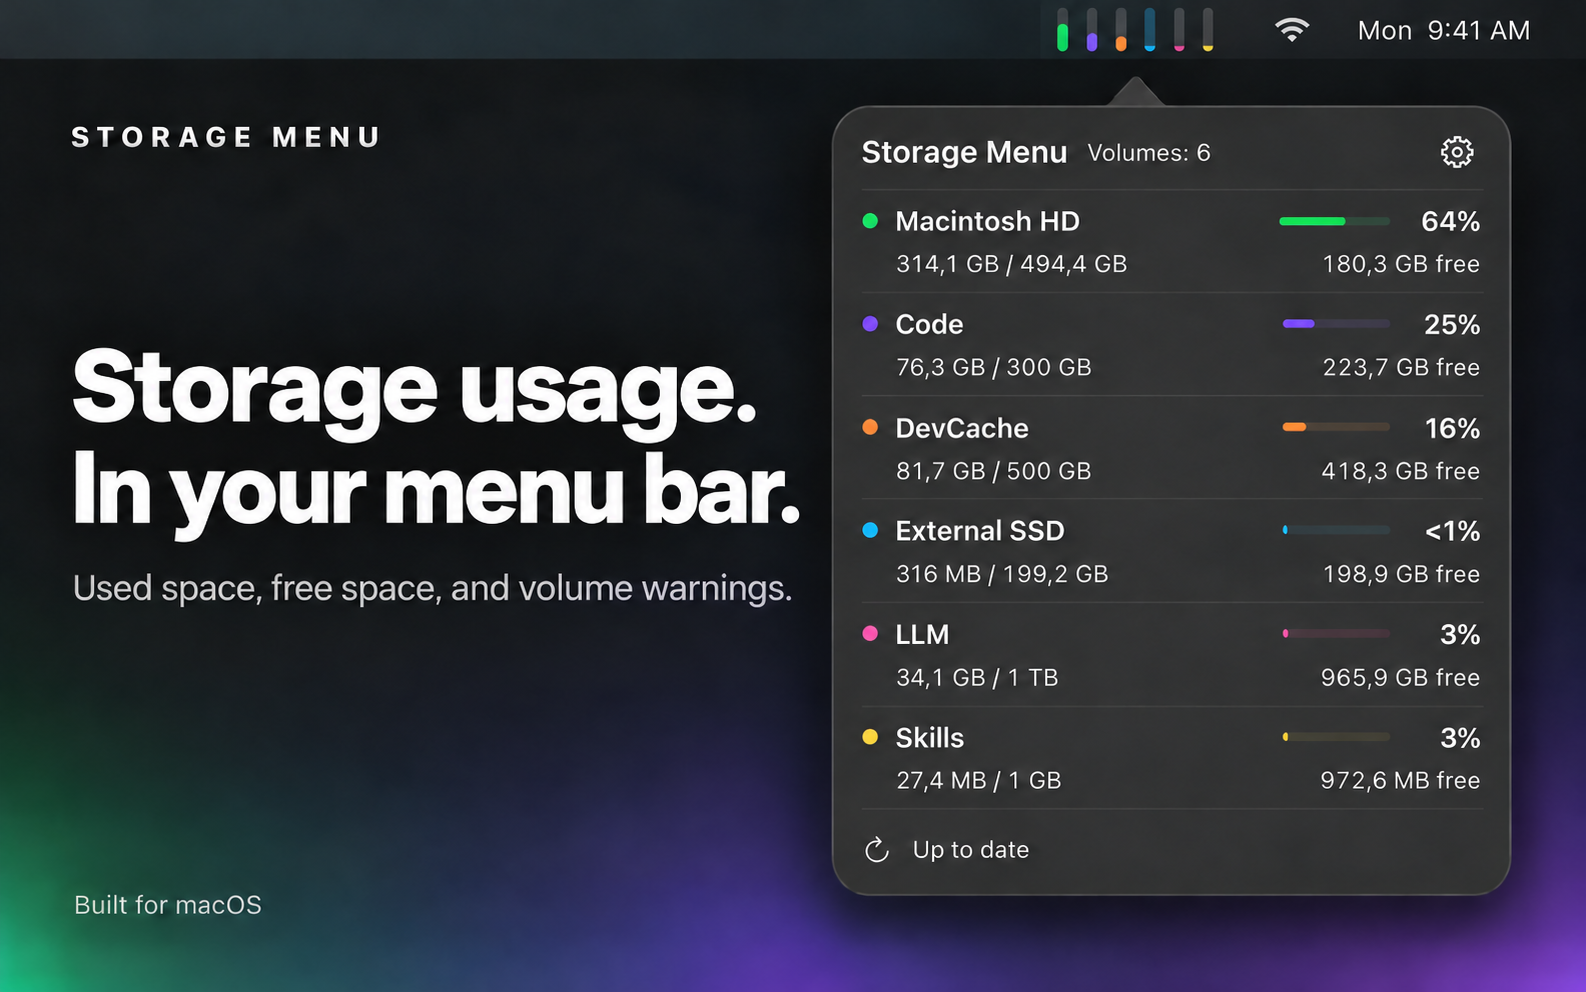 Mon 9:41 AM
STORAGE MENU
Storage usage.
In your menu bar.
Used space, free space, and volume warnings.
Built for macOS
Storage Menu Volumes: 6
Macintosh HD 64%
314,1 GB / 494,4 GB 180,3 GB free
Code 25%
76,3 GB / 300 GB 223,7 GB free
DevCache 16%
81,7 GB / 500 GB 418,3 GB free
External SSD <1%
316 MB / 199,2 GB 198,9 GB free
LLM 3%
34,1 GB / 1 TB 965,9 GB free
Skills 3%
27,4 MB / 1 GB 972,6 MB free
Up to date